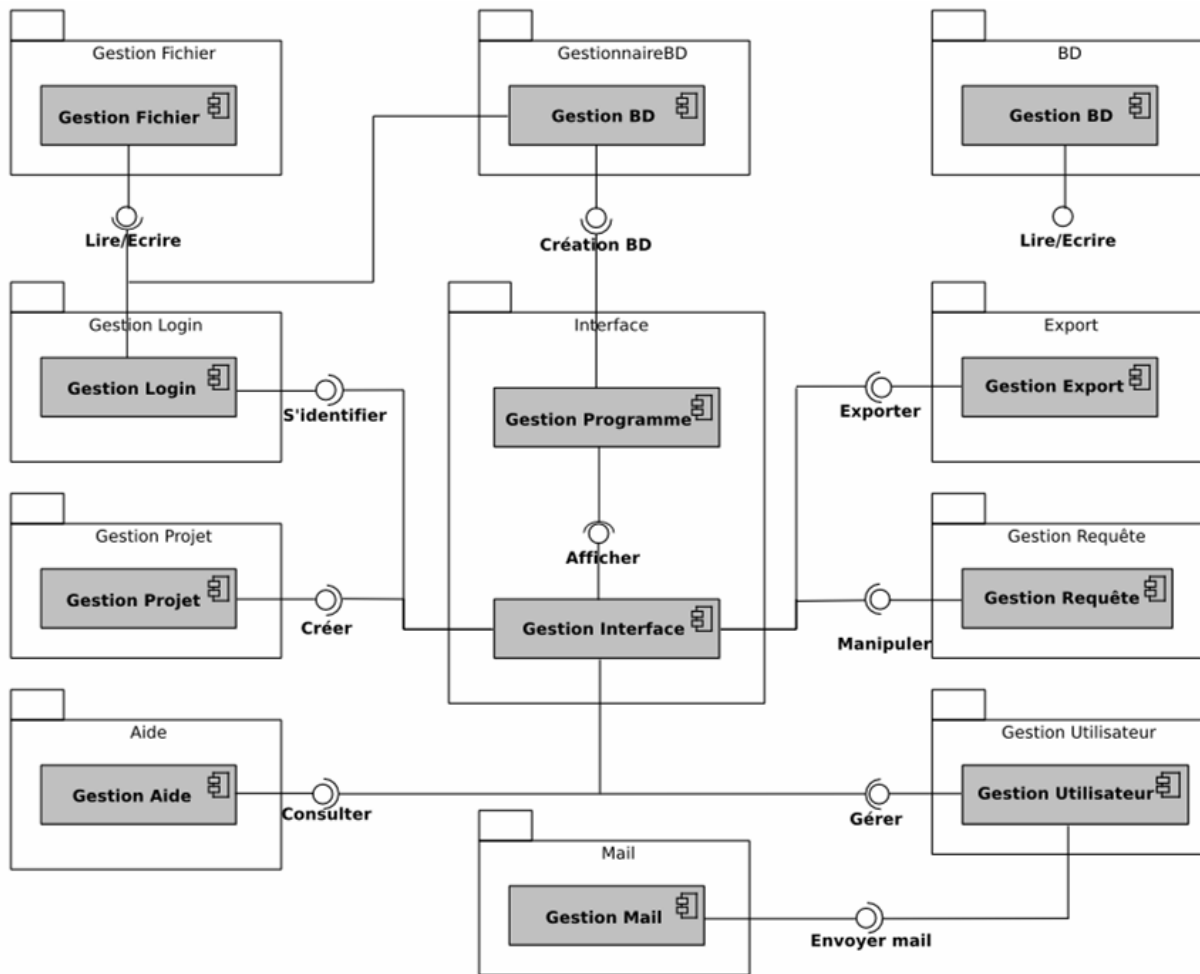 Gestion Fichier
Gestion Fichier
Lire/Ecrire
GestionnaireBD
Gestion BD
Création BD
BD
Gestion BD
Lire/Ecrire
Gestion Login
Gestion Login
S'identifier
Interface
Gestion Programme
Afficher
Gestion Interface
Export
Gestion Export
Exporter
Gestion Projet
Gestion Projet
Créer
Gestion Requête
Gestion Requête
Manipuler
Aide
Gestion Aide
Consulter
Gestion Utilisateur
Gestion Utilisateur
Gérer
Mail
Gestion Mail
Envoyer mail